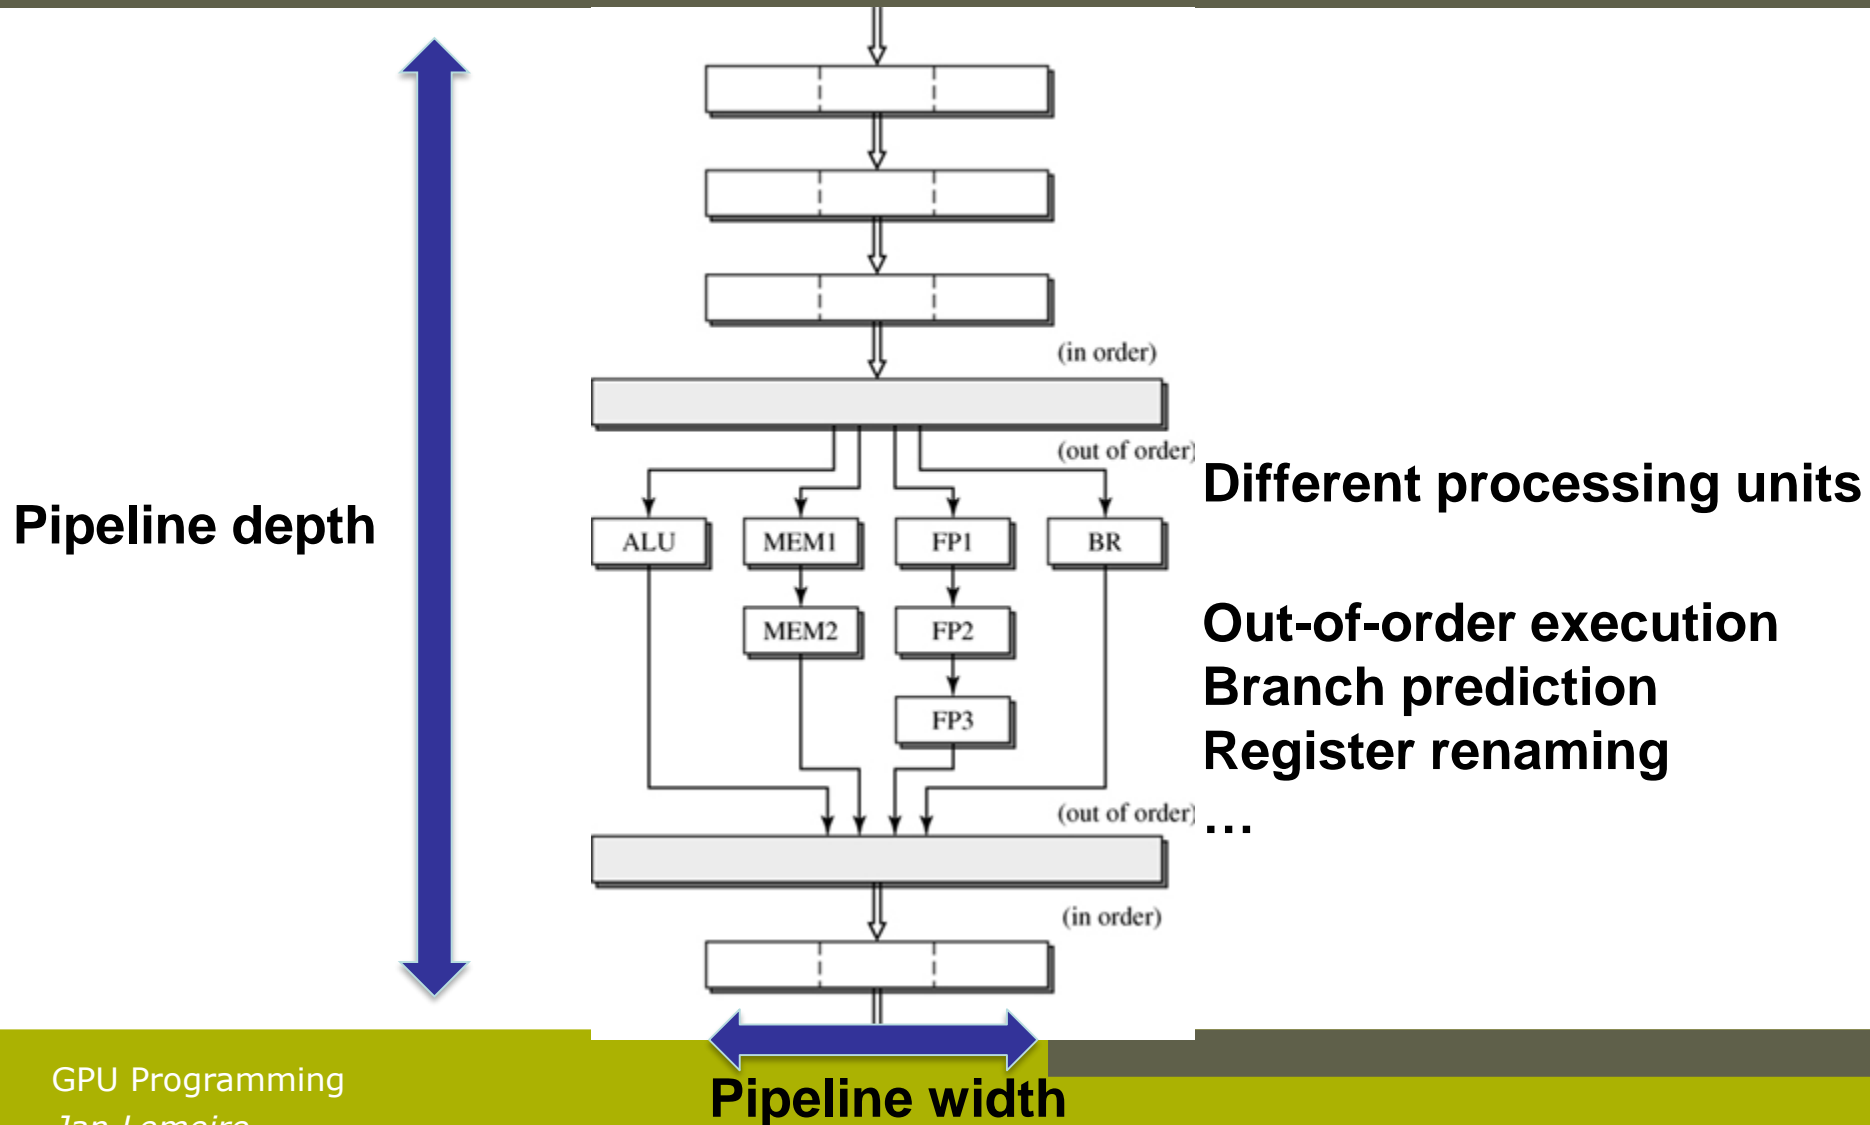 (in order)
(out of order)
Different processing units
Pipeline depth
ALU
MEM1
FP1
BR
MEM2
FP2
Out-of-order execution
Branch prediction
FP3
Register renaming
(out of order)
…
(in order)
GPU Programming
Pipeline width